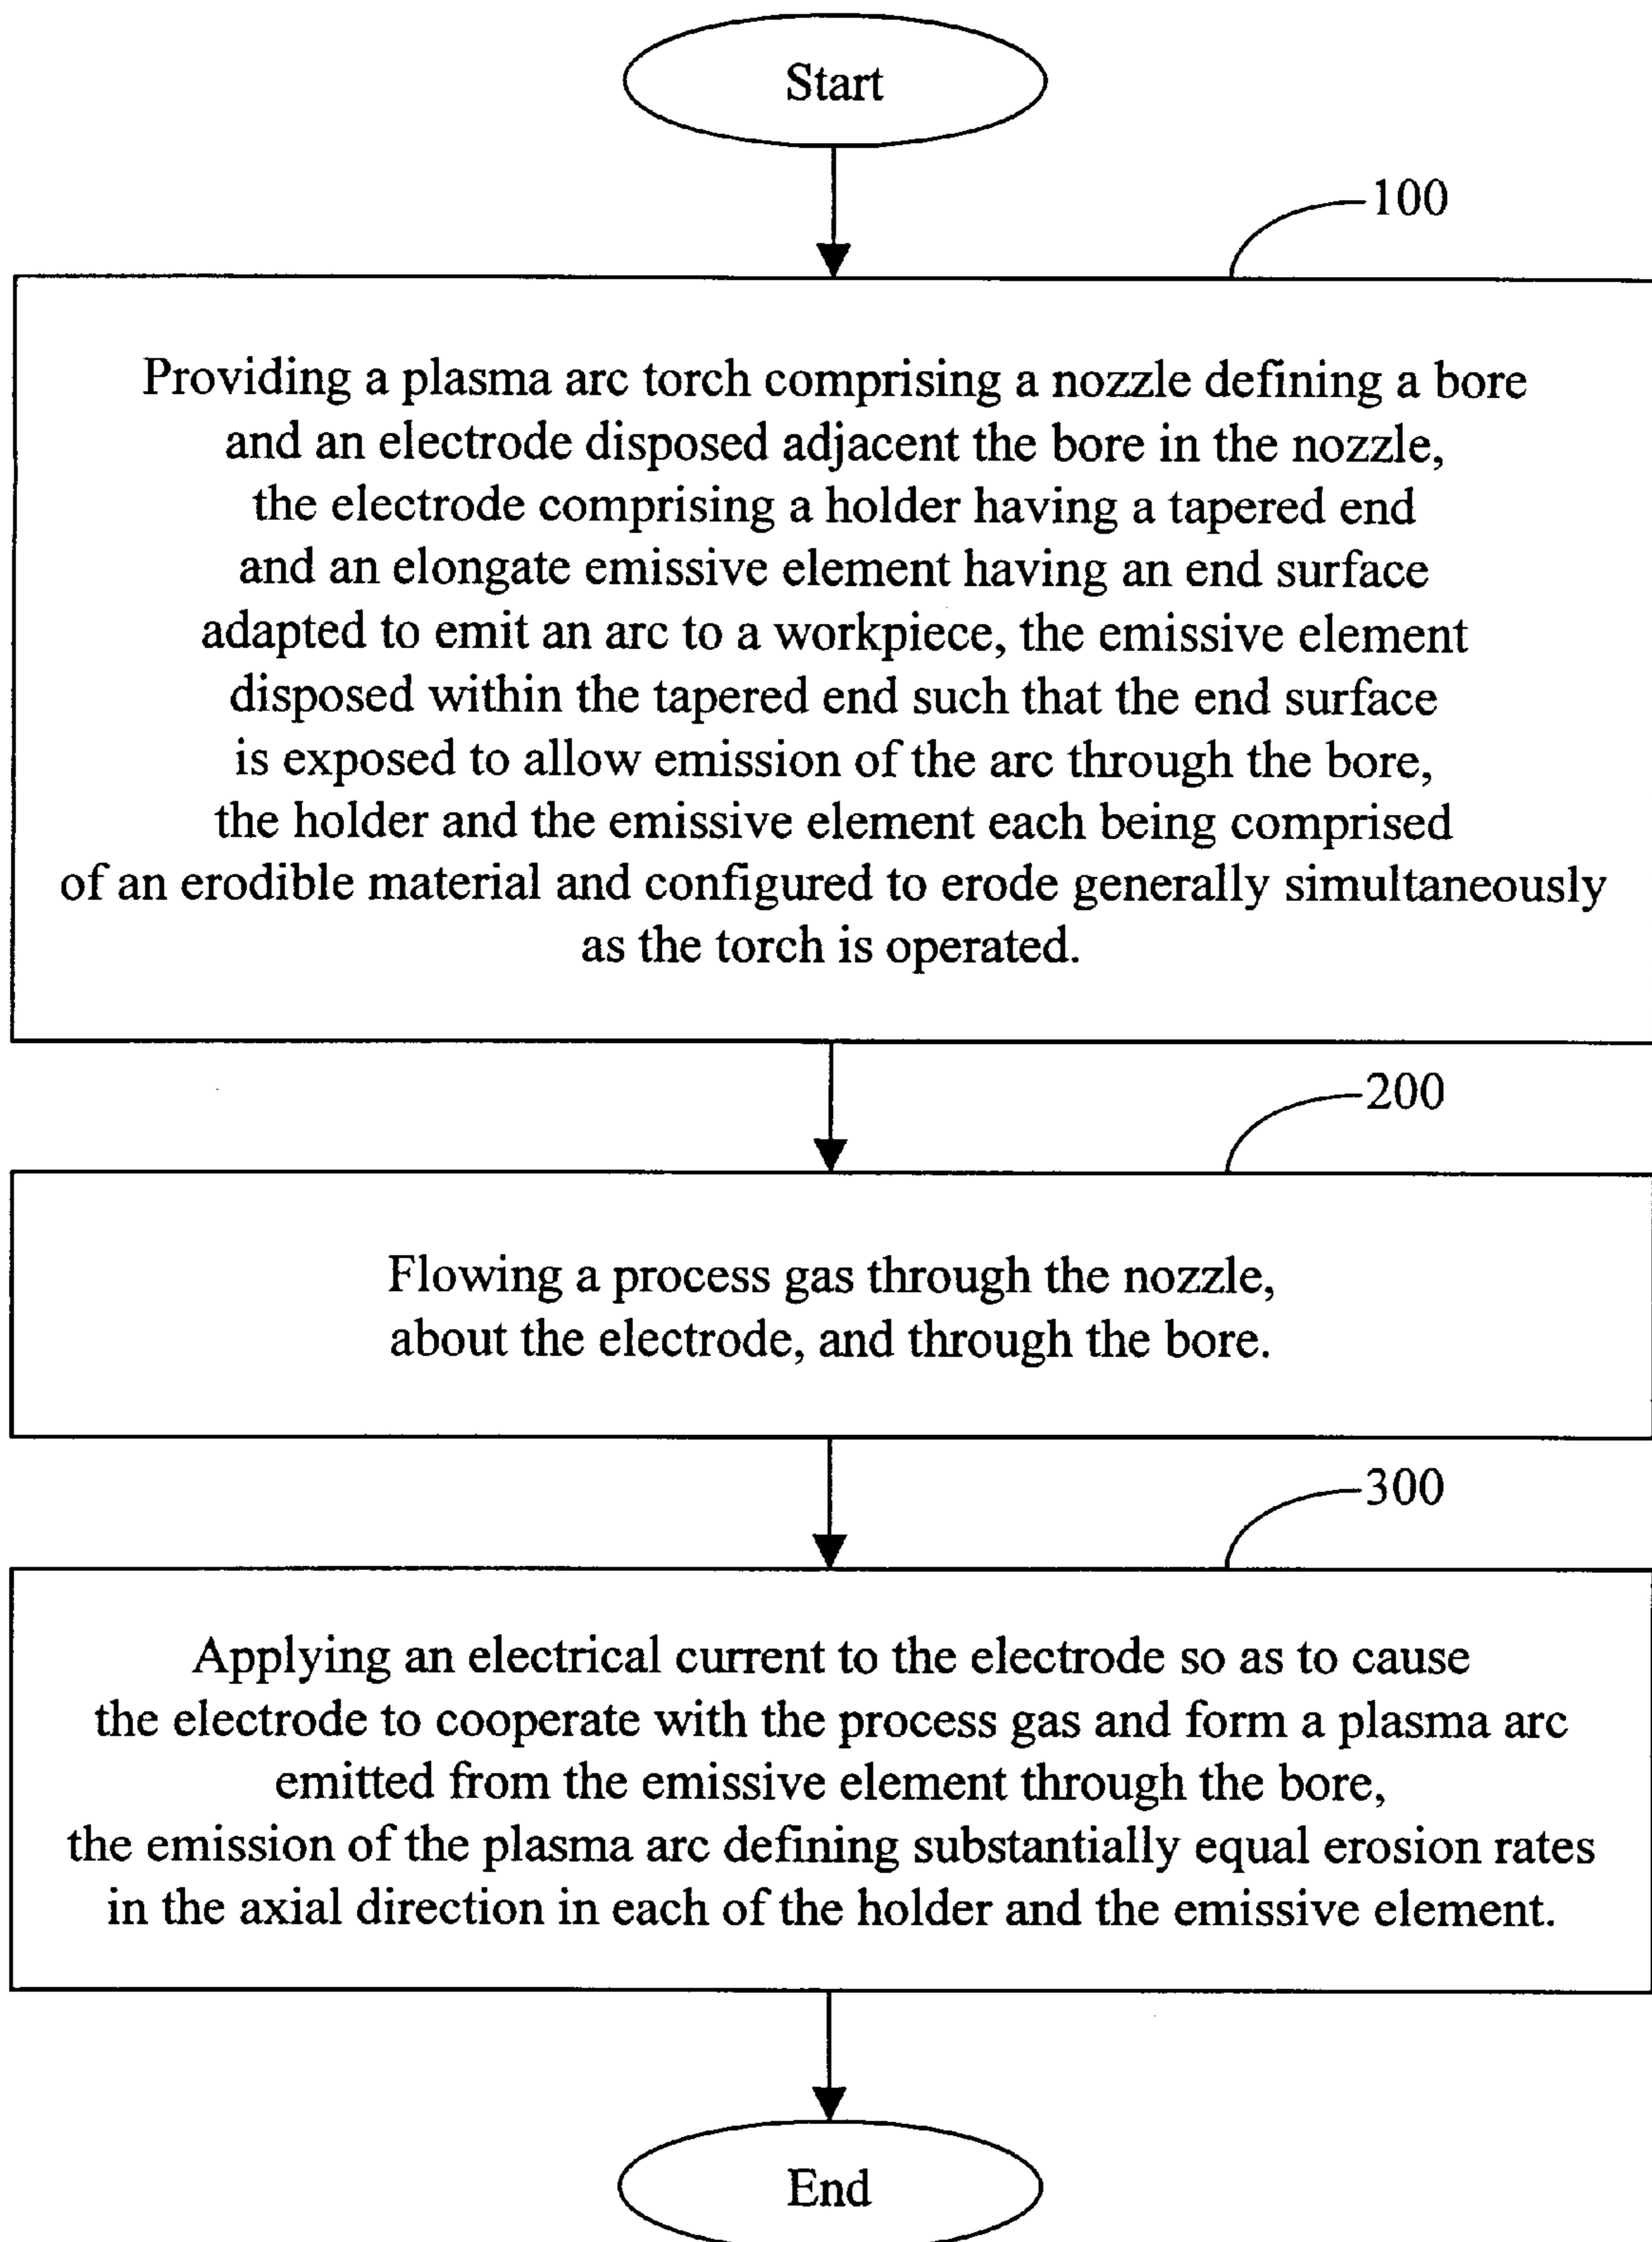 Start
100
Providing a plasma arc torch comprising a nozzle defining a bore
and an electrode disposed adjacent the bore in the nozzle,
the electrode comprising a holder having a tapered end
and an elongate emissive element having an end surface
adapted to emit an arc to a workpiece, the emissive element
disposed within the tapered end such that the end surface
is exposed to allow emission of the arc through the bore,
the holder and the emissive element each being comprised
of an erodible material and configured to erode generally simultaneously
as the torch is operated.
200
Flowing a process gas through the nozzle,
about the electrode, and through the bore.
300
Applying an electrical current to the electrode so as to cause
the electrode to cooperate with the process gas and form a plasma arc
emitted from the emissive element through the bore,
the emission of the plasma arc defining substantially equal erosion rates
in the axial direction in each of the holder and the emissive element.
End